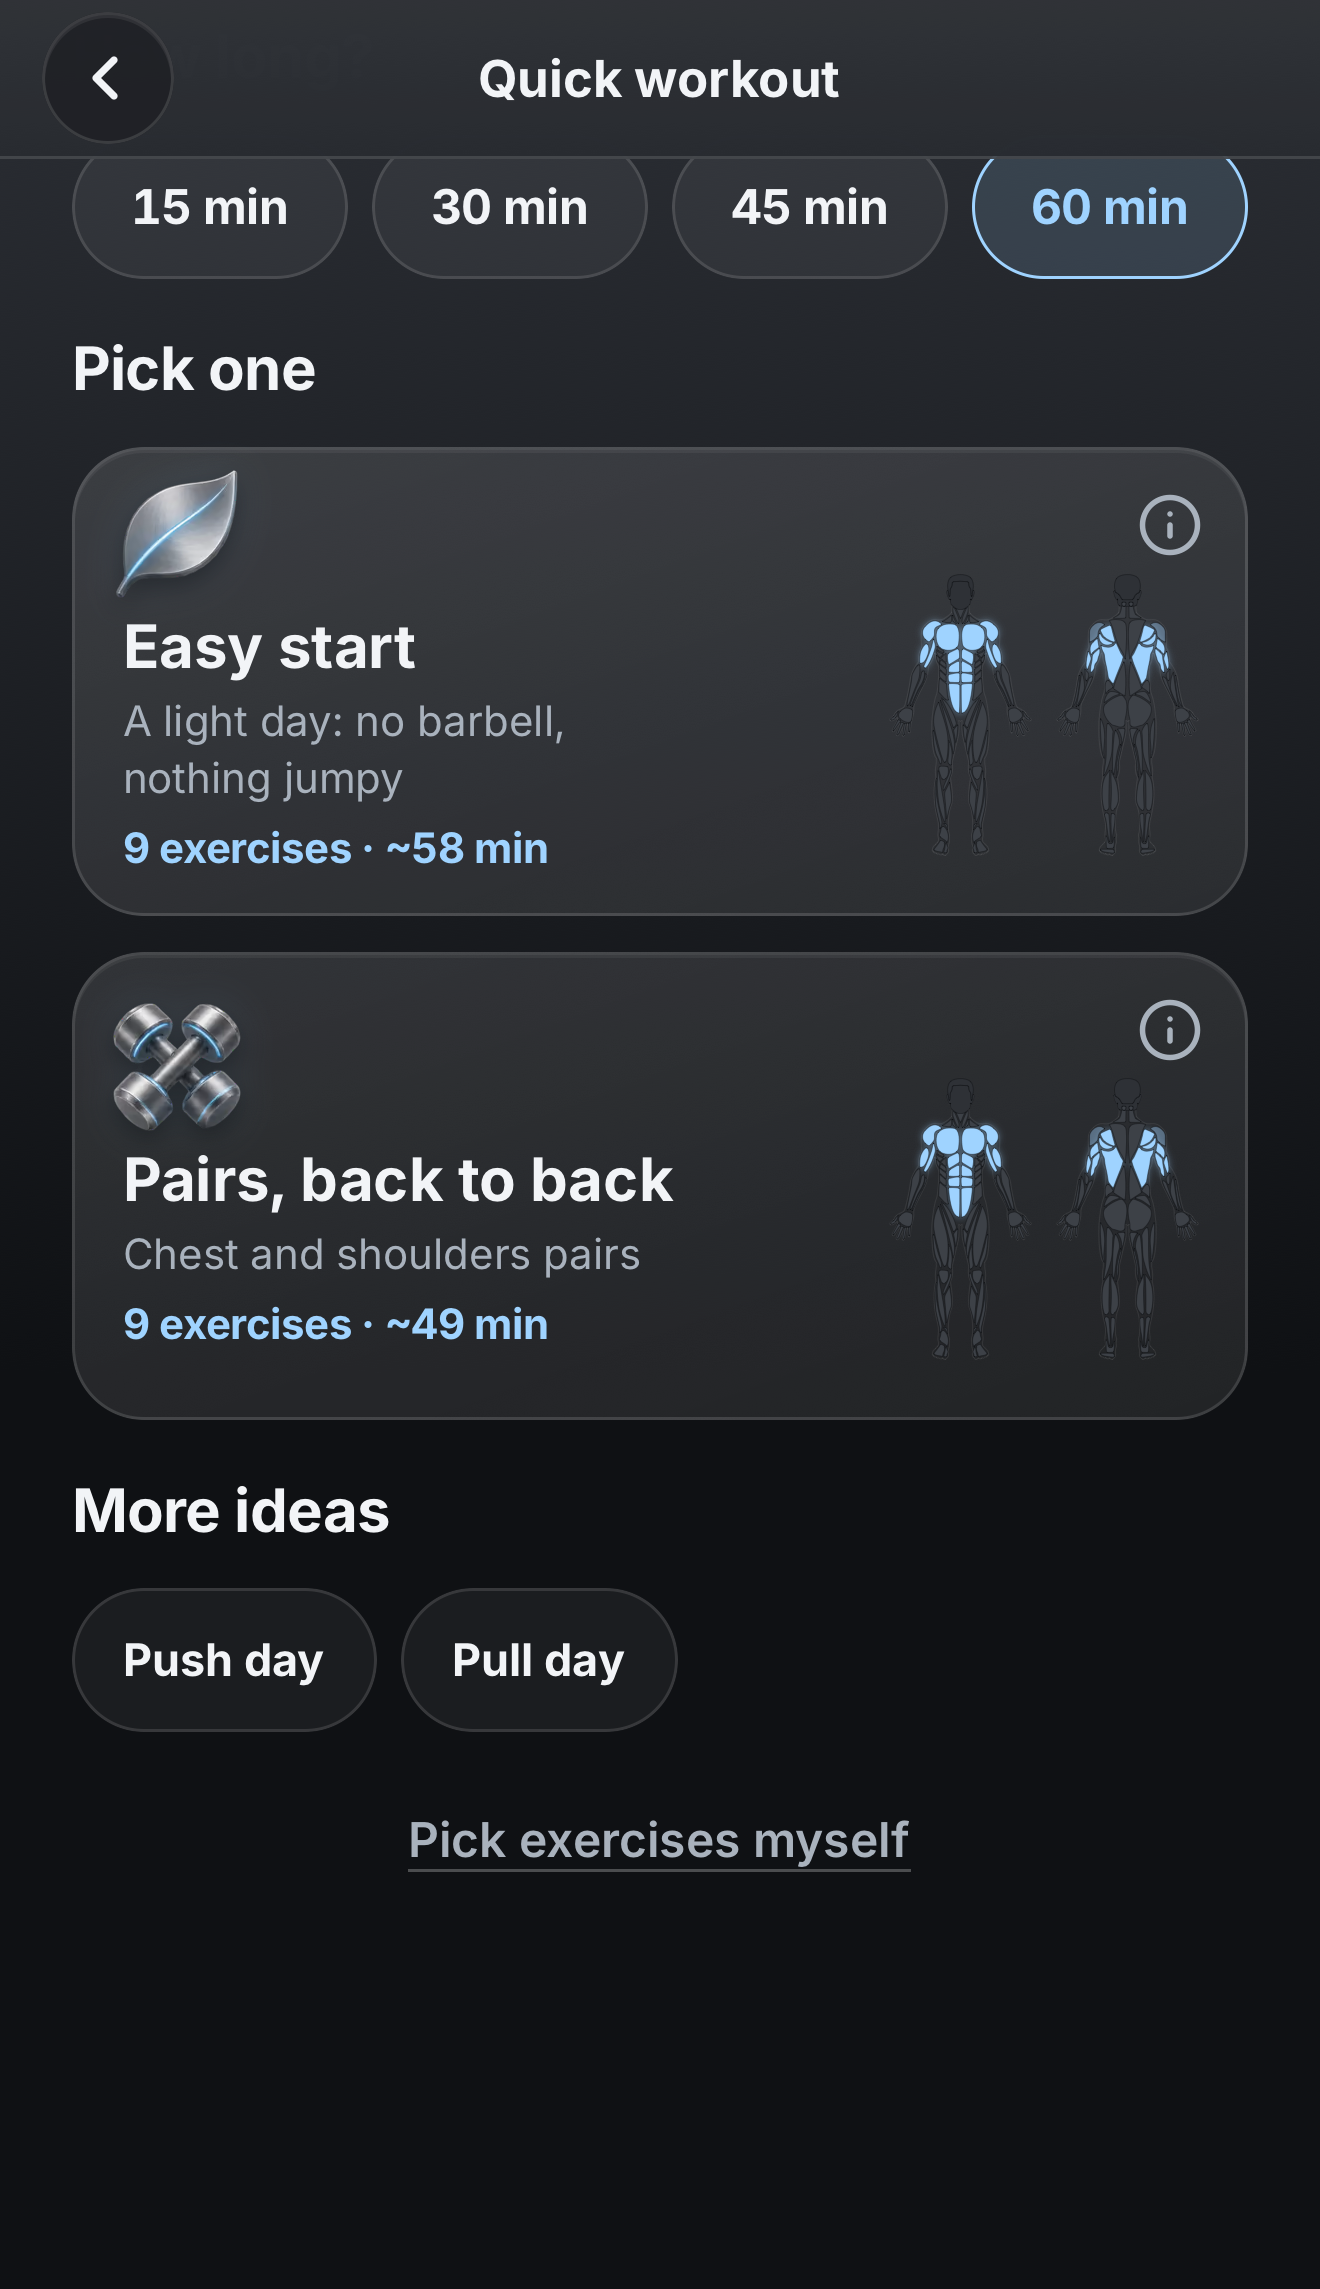 Quick workout
15 min
30 min
45 min
60 min
Pick one
Easy start
A light day: no barbell,
nothing jumpy
9 exercises · ~58 min
Pairs, back to back
Chest and shoulders pairs
9 exercises · ~49 min
More ideas
Push day
Pull day
Pick exercises myself